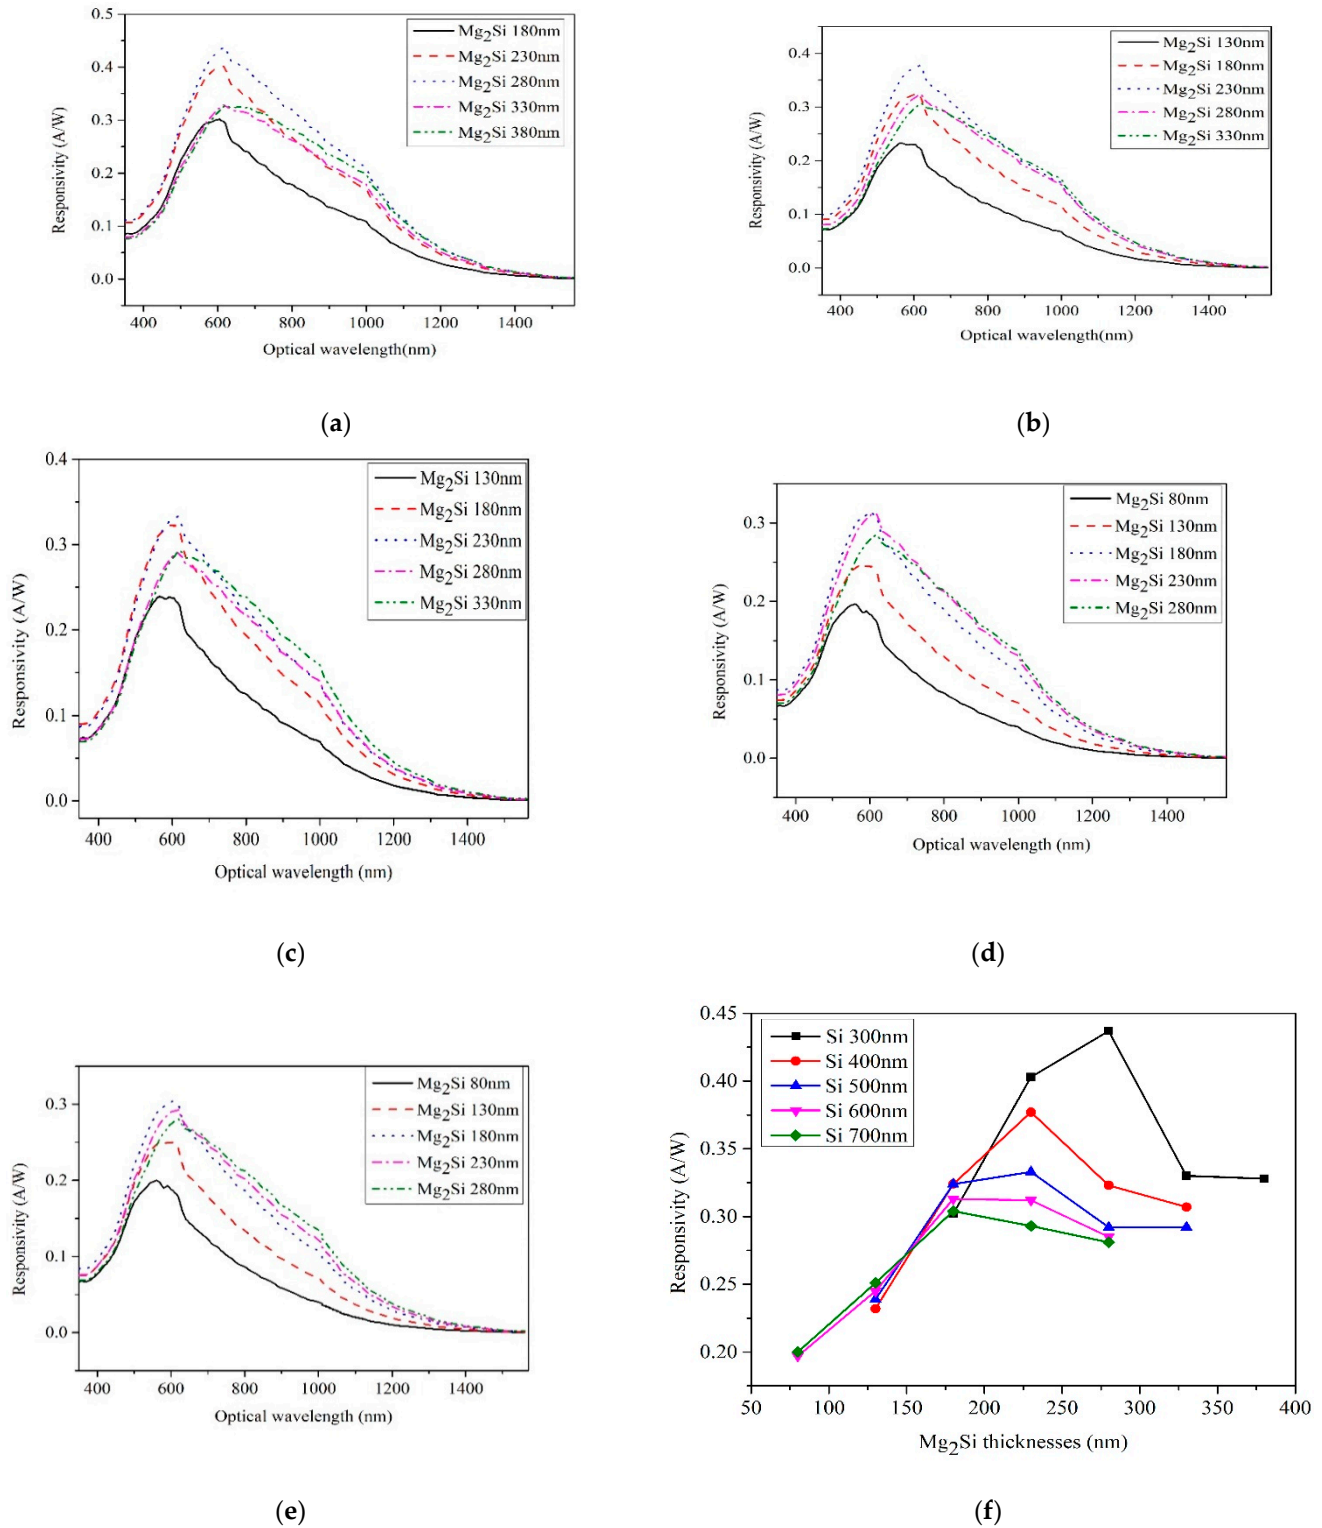 0.5
0.4
0.3
0.2
0.1
0.0
Responsivity (A/W)
Mg2Si 180nm
Mg2Si 230nm
Mg2Si 280nm
Mg2Si 330nm
Mg2Si 380nm
400 600 800 1000 1200 1400
Optical wavelength(nm)
(a)
0.4
0.3
0.2
0.1
0.0
Responsivity (A/W)
Mg2Si 130nm
Mg2Si 180nm
Mg2Si 230nm
Mg2Si 280nm
Mg2Si 330nm
400 600 800 1000 1200 1400
Optical wavelength(nm)
(b)
0.4
0.3
0.2
0.1
0.0
Responsivity (A/W)
Mg2Si 130nm
Mg2Si 180nm
Mg2Si 230nm
Mg2Si 280nm
Mg2Si 330nm
400 600 800 1000 1200 1400
Optical wavelength (nm)
(c)
0.3
0.2
0.1
0.0
Responsivity (A/W)
Mg2Si 80nm
Mg2Si 130nm
Mg2Si 180nm
Mg2Si 230nm
Mg2Si 280nm
400 600 800 1000 1200 1400
Optical wavelength (nm)
(d)
0.3
0.2
0.1
0.0
Responsivity (A/W)
Mg2Si 80nm
Mg2Si 130nm
Mg2Si 180nm
Mg2Si 230nm
Mg2Si 280nm
400 600 800 1000 1200 1400
Optical wavelength (nm)
(e)
0.45
0.40
0.35
0.30
0.25
0.20
Responsivity (A/W)
Si 300nm
Si 400nm
Si 500nm
Si 600nm
Si 700nm
50 100 150 200 250 300 350 400
Mg2Si thicknesses (nm)
(f)